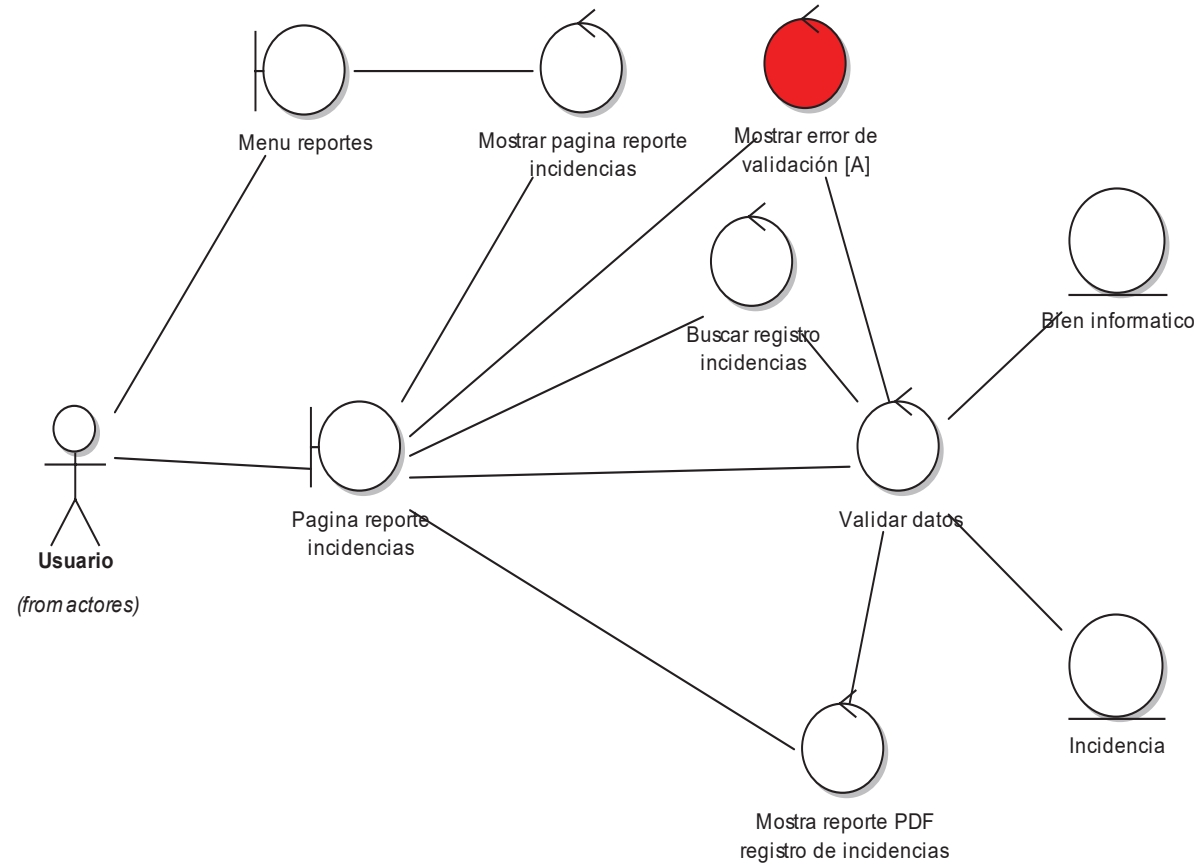 Menu reportes
Mostrar pagina reporte
incidencias
Mostrar error de
validación [A]
Buscar registro
incidencias
Bien informatico
Pagina reporte
incidencias
Validar datos
Usuario
(from actores)
Incidencia
Mostra reporte PDF
registro de incidencias